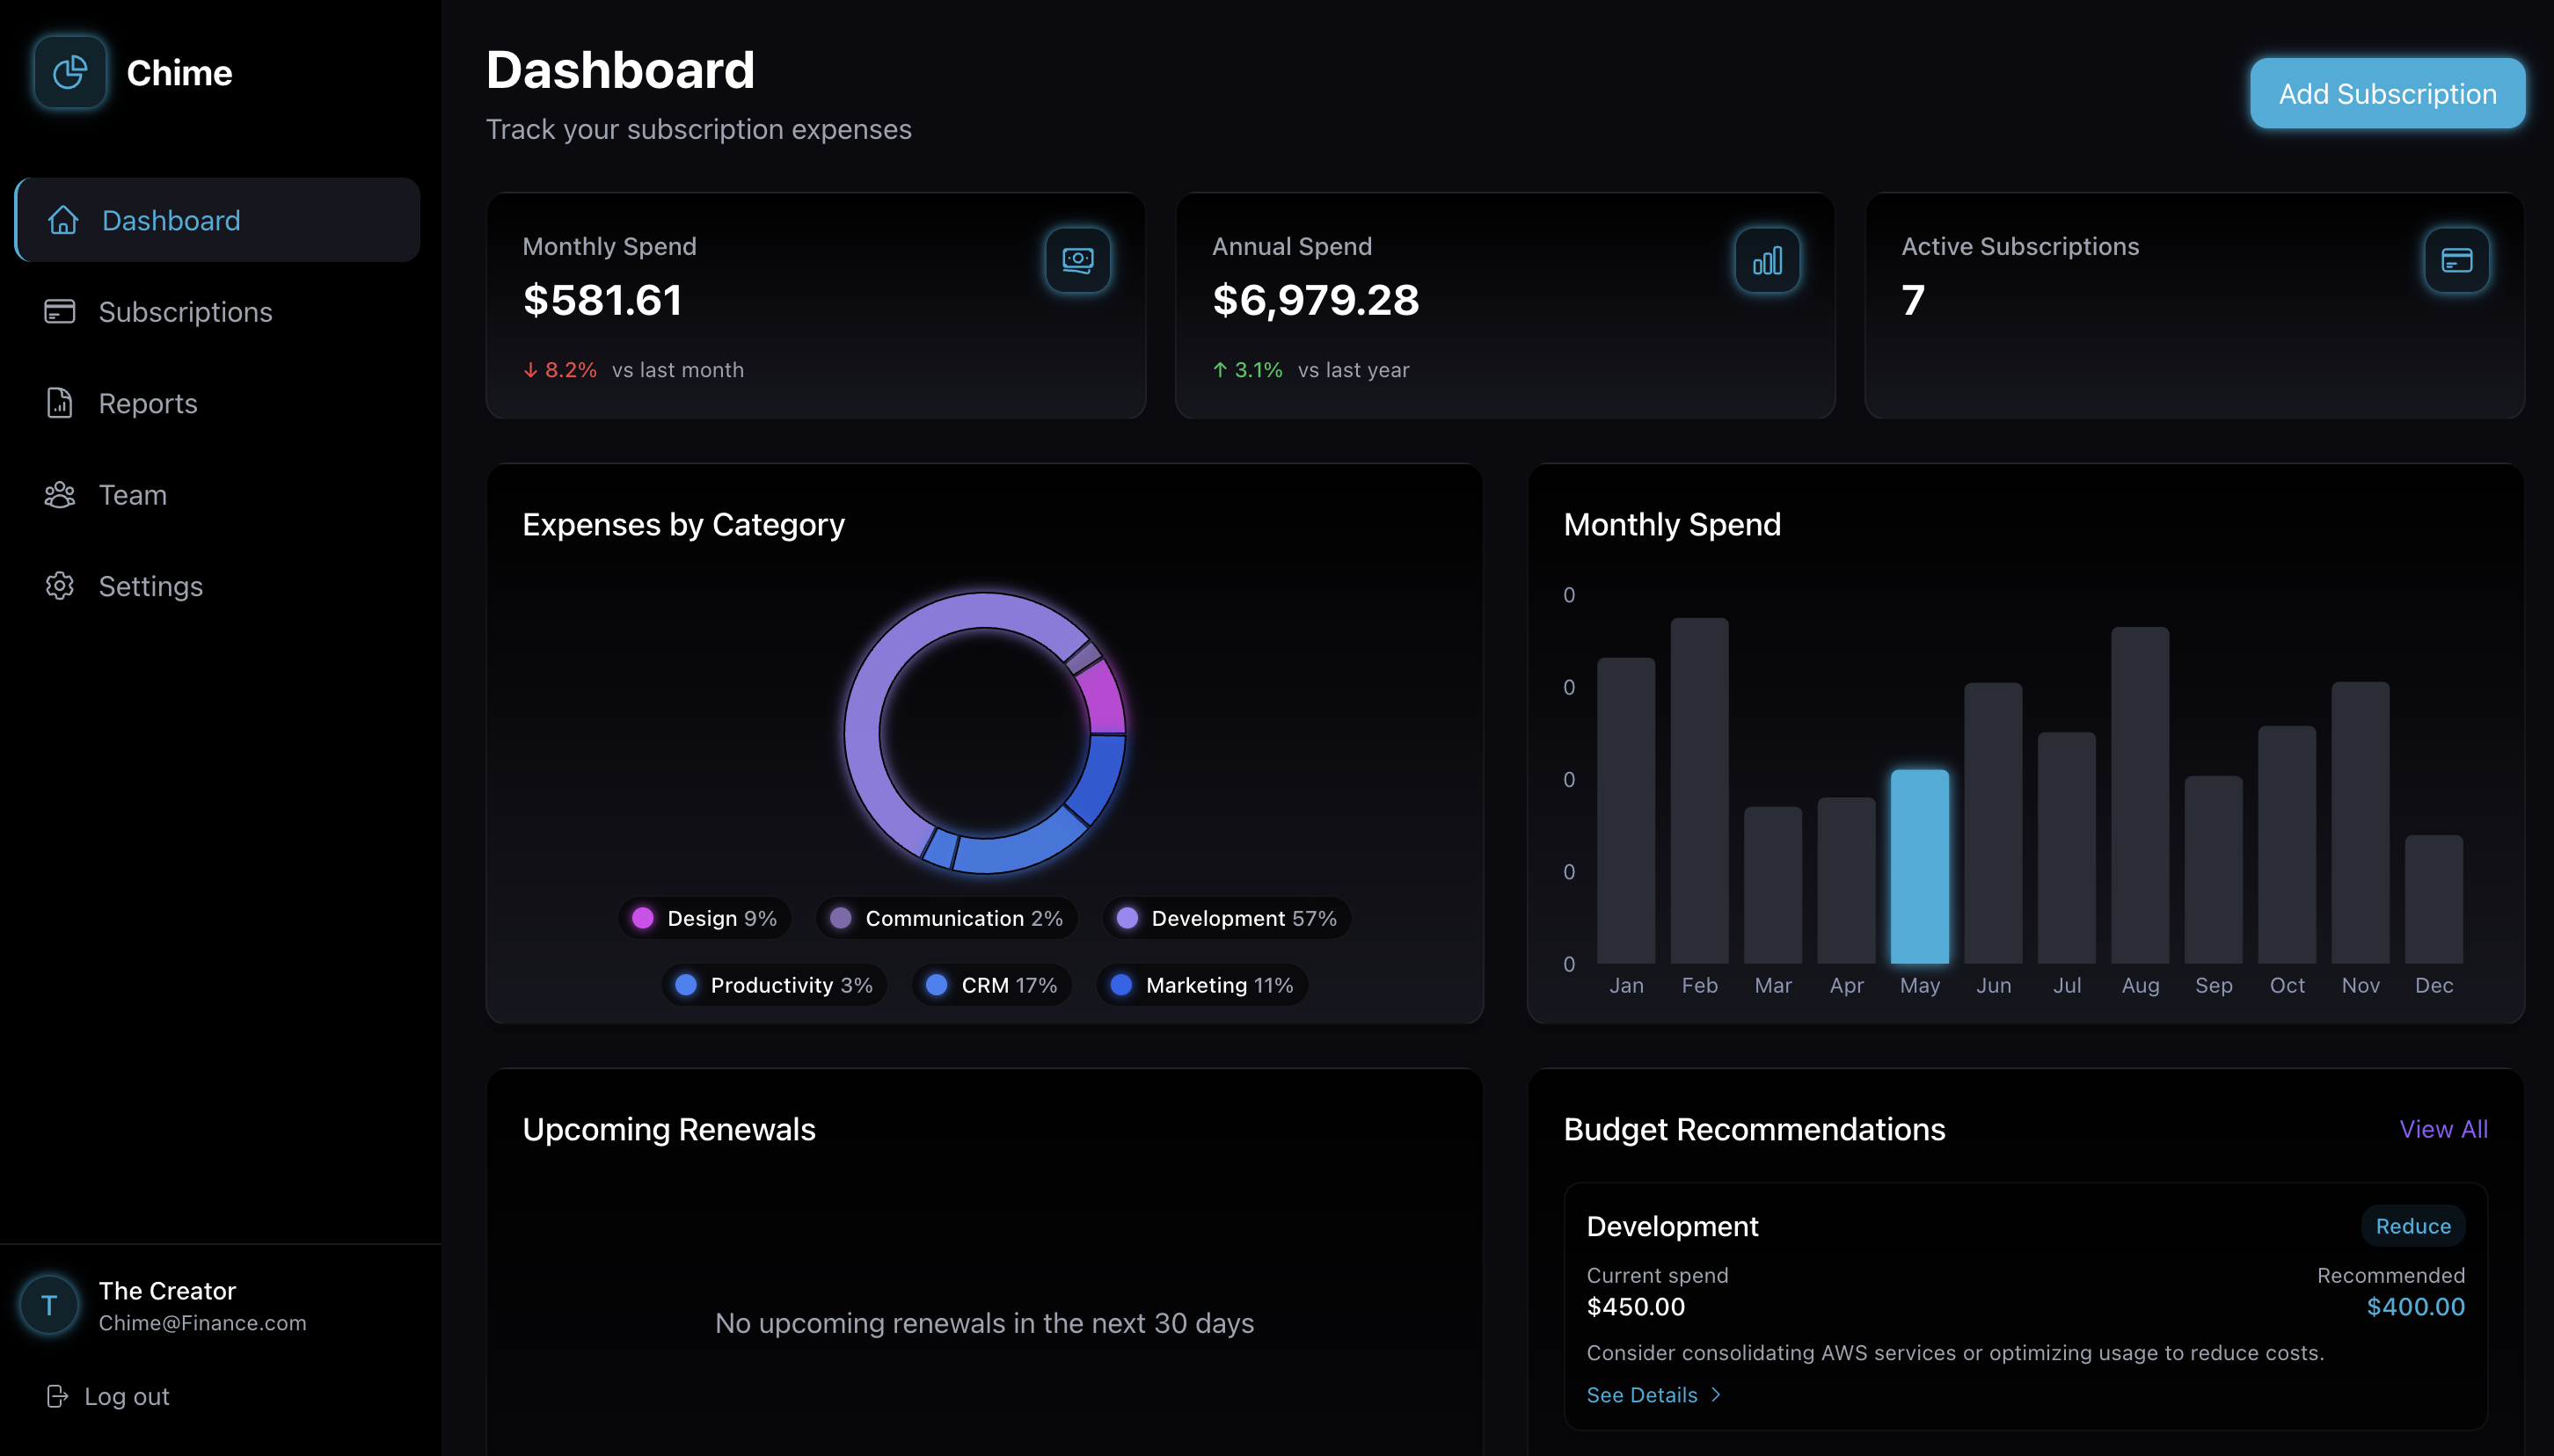 Chime
Dashboard
Subscriptions
Reports
Team
Settings
The Creator
Chime@Finance.com
T
Log out
Dashboard
Track your subscription expenses
Add Subscription
Monthly Spend
$581.61
↓ 8.2% vs last month
Annual Spend
$6,979.28
↑ 3.1% vs last year
Active Subscriptions
7
Expenses by Category
Design 9%
Communication 2%
Development 57%
Productivity 3%
CRM 17%
Marketing 11%
Monthly Spend
0
0
0
0
0
Jan Feb Mar Apr May Jun Jul Aug Sep Oct Nov Dec
Upcoming Renewals
No upcoming renewals in the next 30 days
Budget Recommendations
View All
Development
Reduce
Current spend
$450.00
Recommended
$400.00
Consider consolidating AWS services or optimizing usage to reduce costs.
See Details >